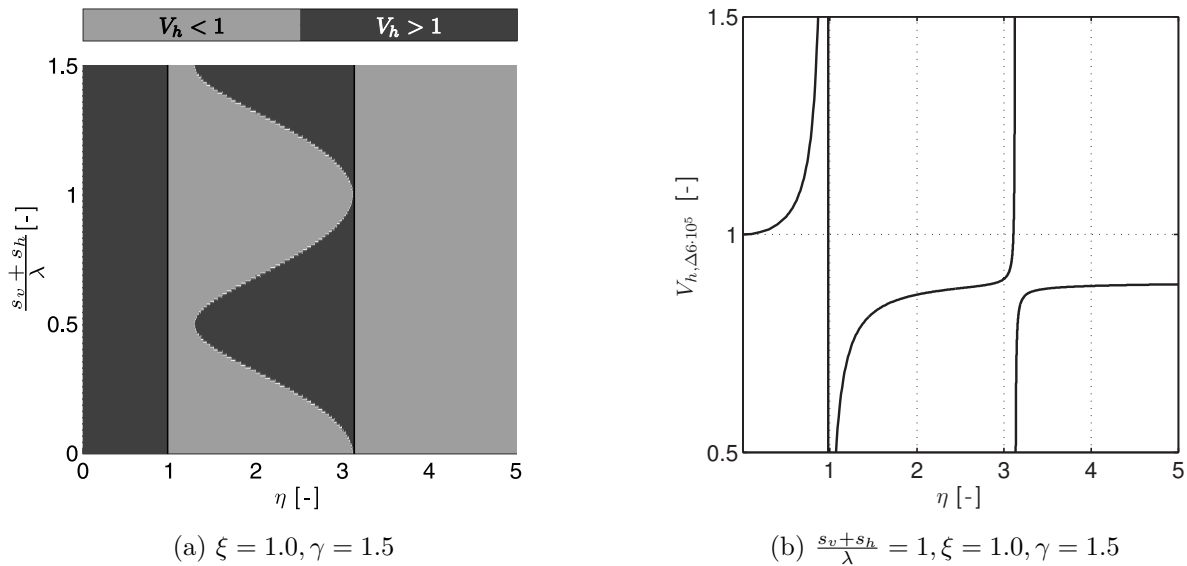 V_h < 1 V_h > 1
1.5
1
0.5
0
0 1 2 3 4 5
\frac{s_v + s_h}{λ} [-]
η [-]
(a) ξ = 1.0, γ = 1.5
1.5
1
0.5
1 2 3 4 5
V_{h,Δ6·10^5} [-]
η [-]
(b) \frac{s_v+s_h}{λ} = 1, ξ = 1.0, γ = 1.5